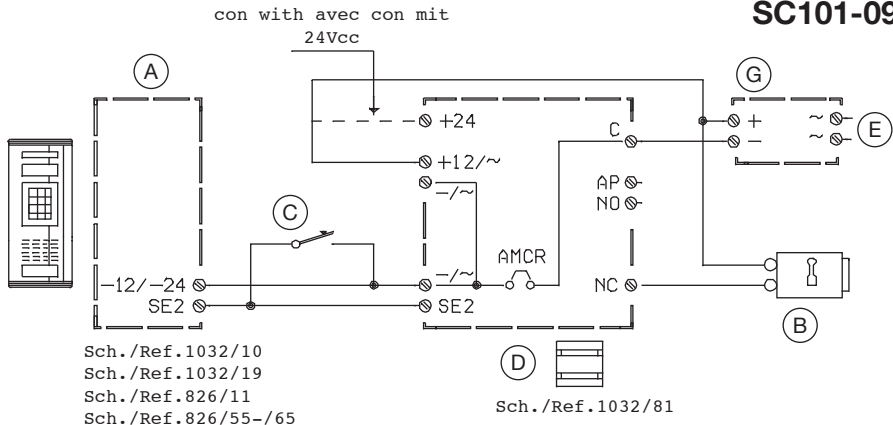 con with avec con mit
24Vcc
SC101-09
A
G
+24
C
+
~
E
-
~
+12/~
-/~
AP
NO
C
AMCR
-12/-24
-/~
NC
SE2
SE2
B
Sch./Ref.1032/10
Sch./Ref.1032/19
Sch./Ref.826/11
Sch./Ref.826/55-/65
D
Sch./Ref.1032/81